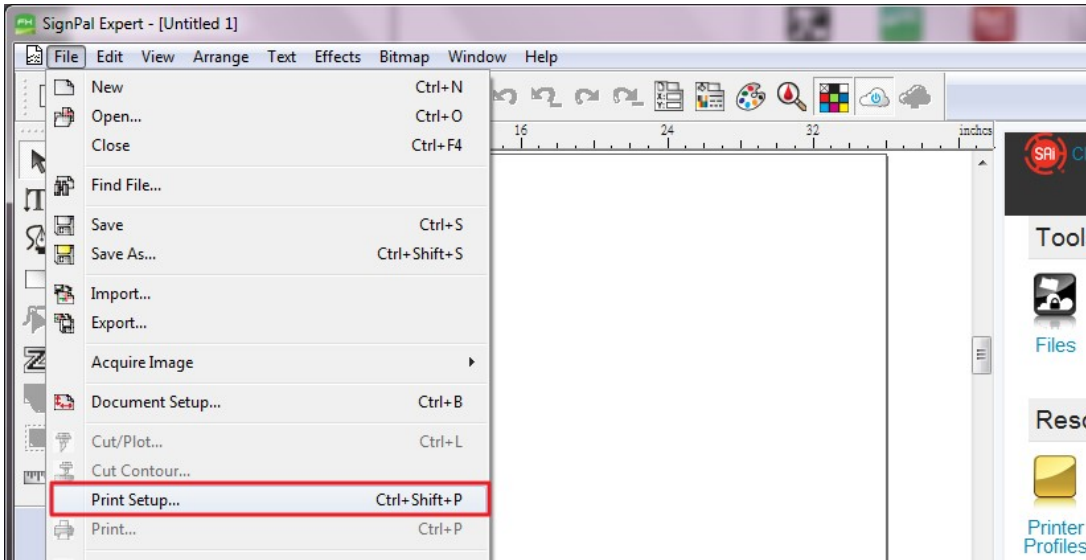 SignPal Expert - [Untitled 1]
File Edit View Arrange Text Effects Bitmap Window Help
New Ctrl+N
Open... Ctrl+O
Close Ctrl+F4
Find File...
Save Ctrl+S
Save As... Ctrl+Shift+S
Import...
Export...
Acquire Image
Document Setup... Ctrl+B
Cut/Plot... Ctrl+L
Cut Contour...
Print Setup... Ctrl+Shift+P
Print... Ctrl+P
16 24 32 inches
SAi
Files
Printer
Profiles